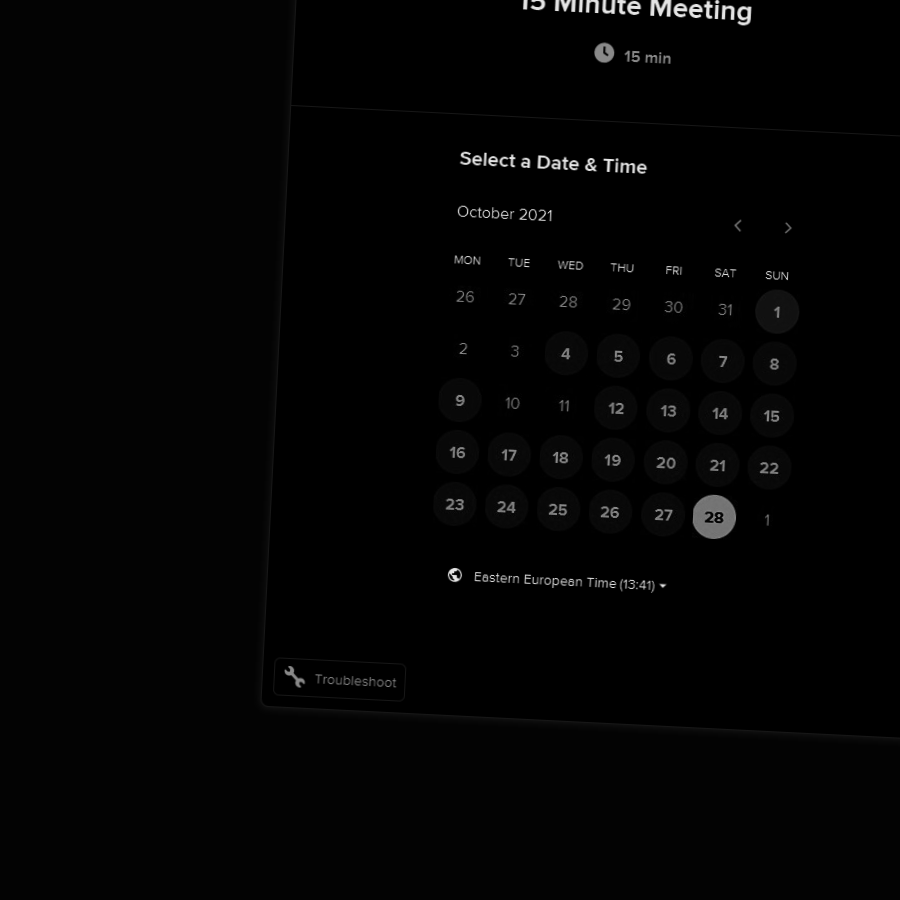 15 Minute Meeting
15 min
Select a Date & Time
October 2021
MON TUE WED THU FRI SAT SUN
26 27 28 29 30 31 1
2 3 4 5 6 7 8
9 10 11 12 13 14 15
16 17 18 19 20 21 22
23 24 25 26 27 28 1
Eastern European Time (13:41)
Troubleshoot